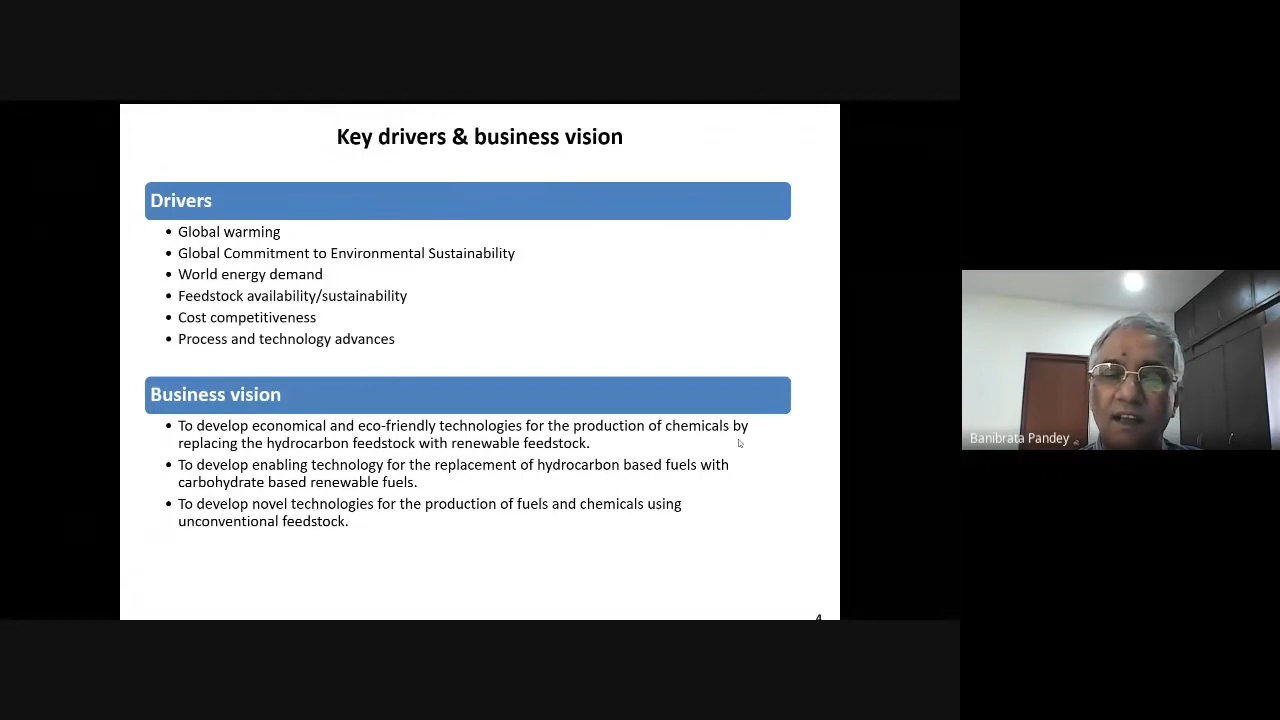 Key drivers & business vision
Drivers
• Global warming
• Global Commitment to Environmental Sustainability
• World energy demand
• Feedstock availability/sustainability
• Cost competitiveness
• Process and technology advances
Business vision
• To develop economical and eco-friendly technologies for the production of chemicals by
replacing the hydrocarbon feedstock with renewable feedstock.
• To develop enabling technology for the replacement of hydrocarbon based fuels with
carbohydrate based renewable fuels.
• To develop novel technologies for the production of fuels and chemicals using
unconventional feedstock.
4
Banibrata Pandey